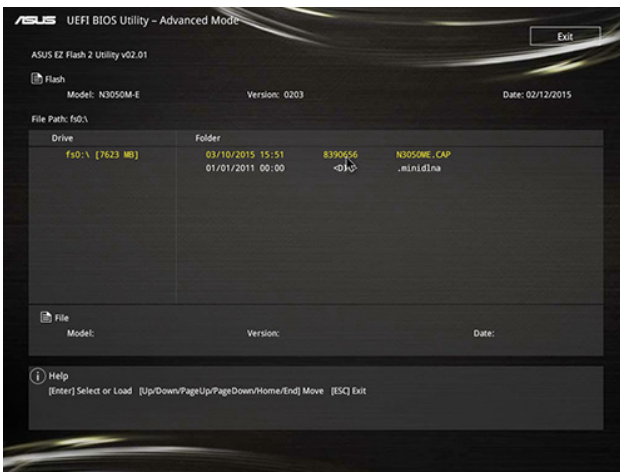 ASUS UEFI BIOS Utility – Advanced Mode
Exit
ASUS EZ Flash 2 Utility v02.01
Flash
Model: N3050M-E Version: 0203 Date: 02/12/2015
File Path: fs0:\
Drive Folder
fs0:\ [7623 MB] 03/10/2015 15:51 8390656 N3050ME.CAP
01/01/2011 00:00 .minidlna
File
Model: Version: Date:
Help
[Enter] Select or Load [Up/Down/PageUp/PageDown/Home/End] Move [ESC] Exit